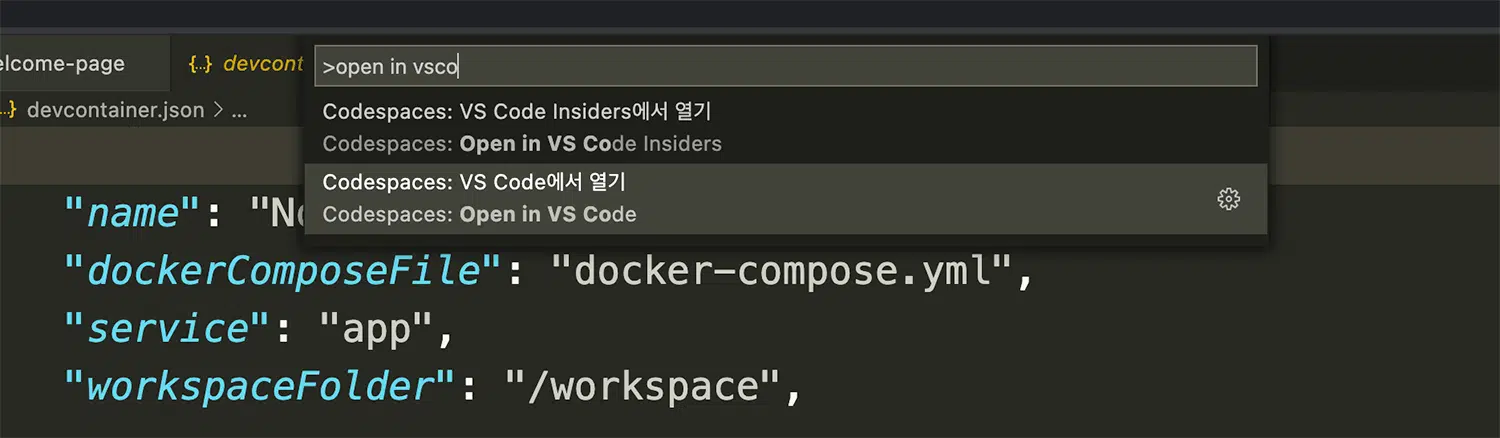 elcome-page {..} devcont
..} devcontainer.json > ...
>open in vsco
Codespaces: VS Code Insiders에서 열기
Codespaces: Open in VS Code Insiders
Codespaces: VS Code에서 열기
Codespaces: Open in VS Code
"name": "No
"dockerComposeFile": "docker-compose.yml",
"service": "app",
"workspaceFolder": "/workspace",